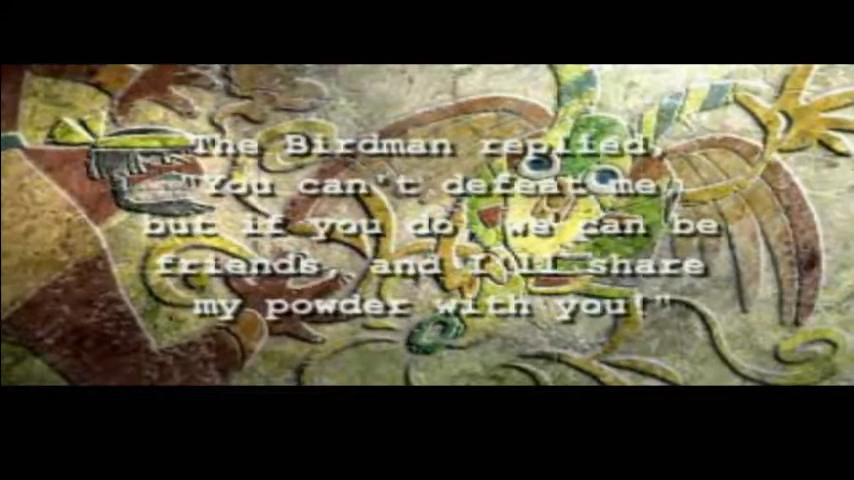 The Birdman replied,
"You can't defeat me,
but if you do, we can be
friends, and I'll share
my powder with you!"